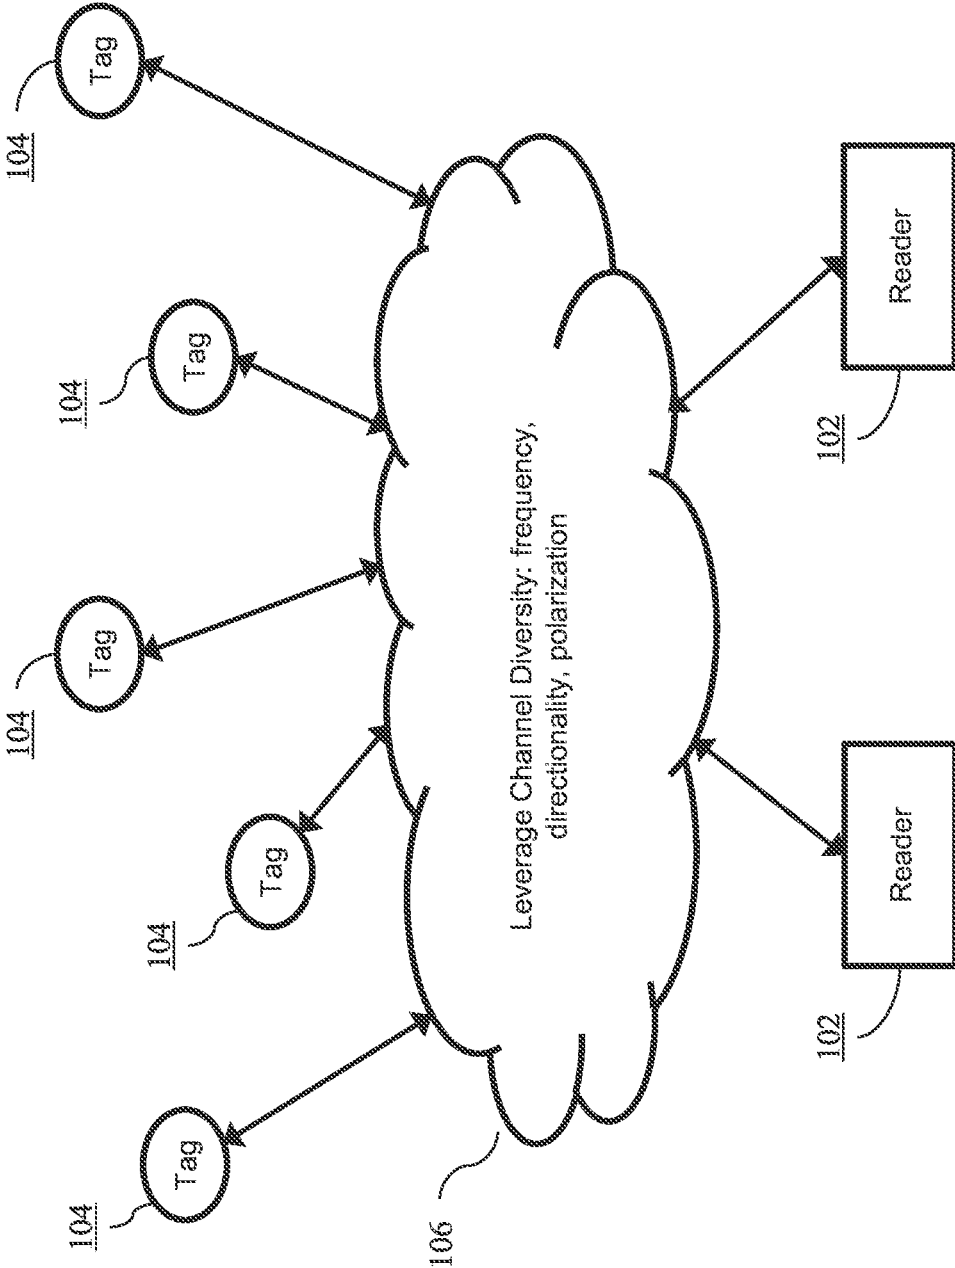 104
104
104
104
Tag
Tag
104
Tag
Tag
Tag
106
Leverage Channel Diversity: frequency,
directionality, polarization
102
102
Reader
Reader